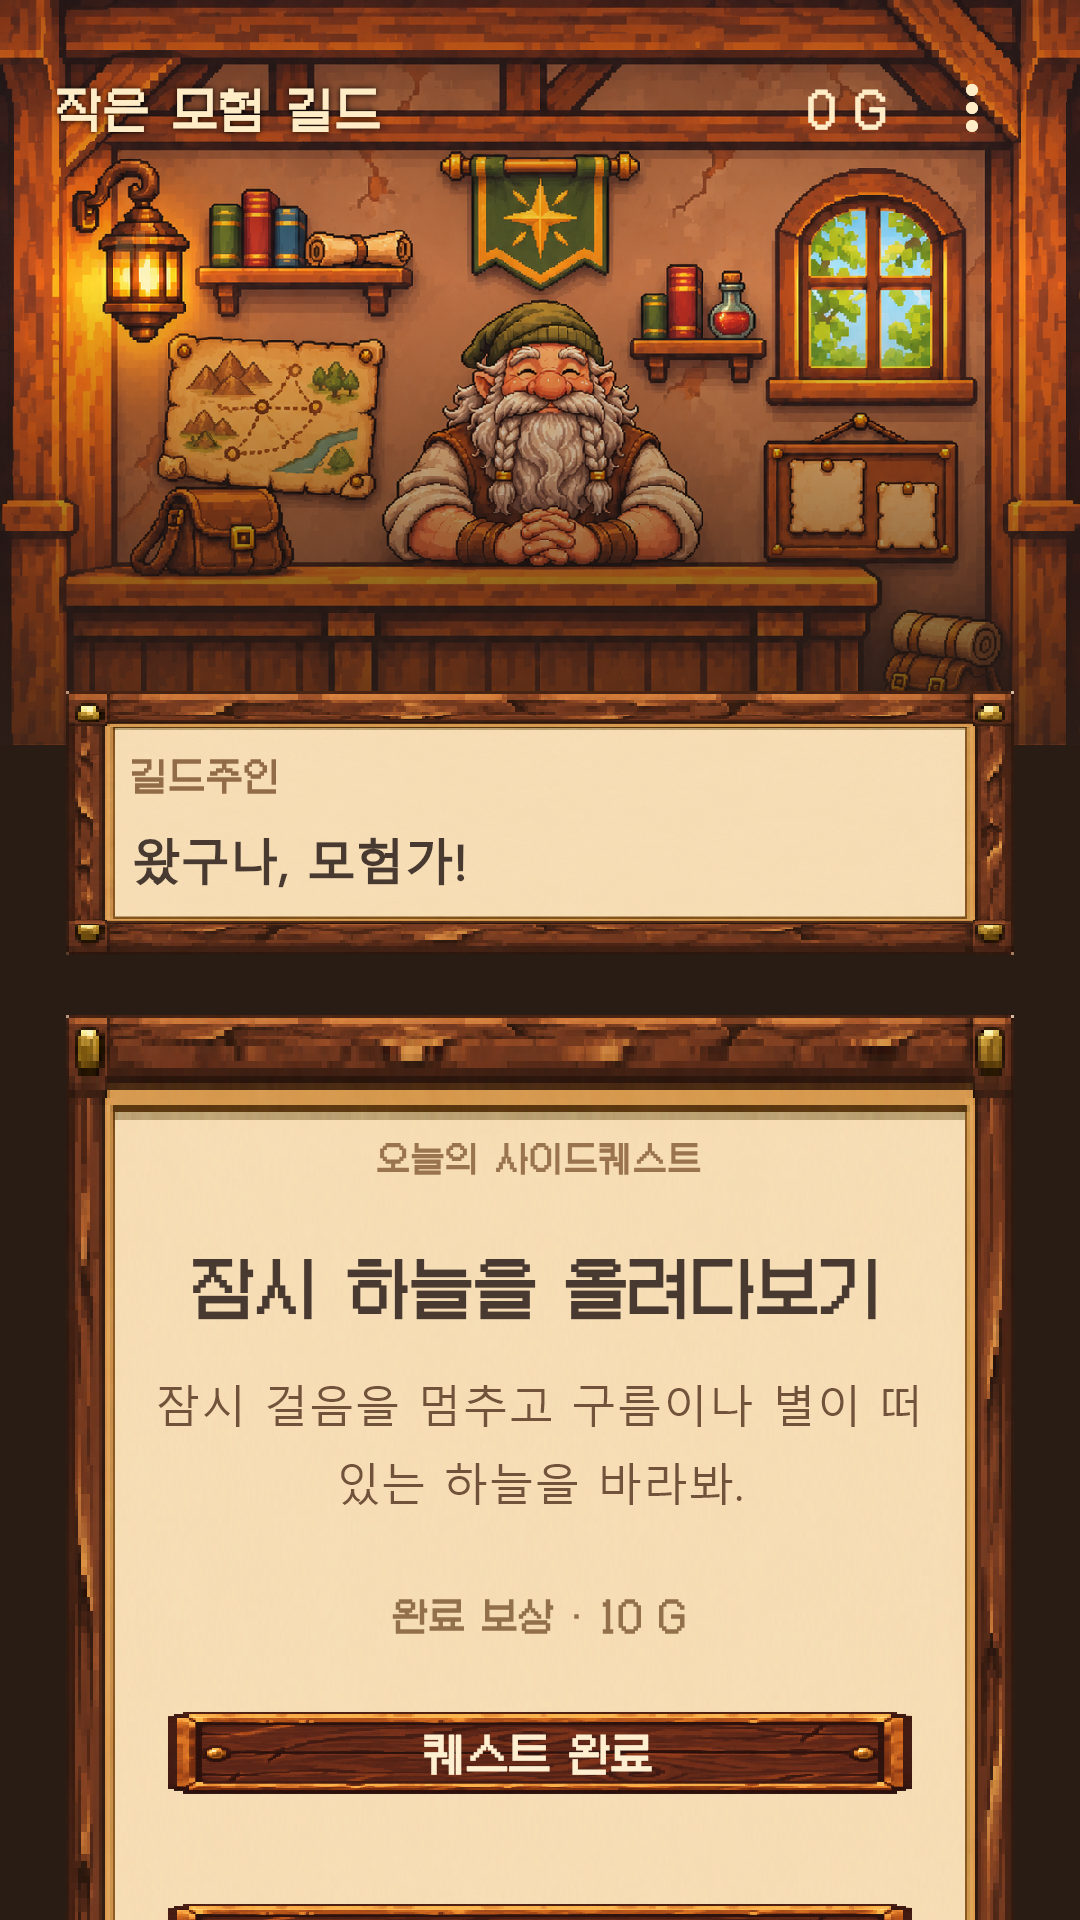 작은 모험 길드
0 G
길드주인
왔구나, 모험가!
오늘의 사이드퀘스트
잠시 하늘을 올려다보기
잠시 걸음을 멈추고 구름이나 별이 떠
있는 하늘을 바라봐.
완료 보상 · 10 G
퀘스트 완료